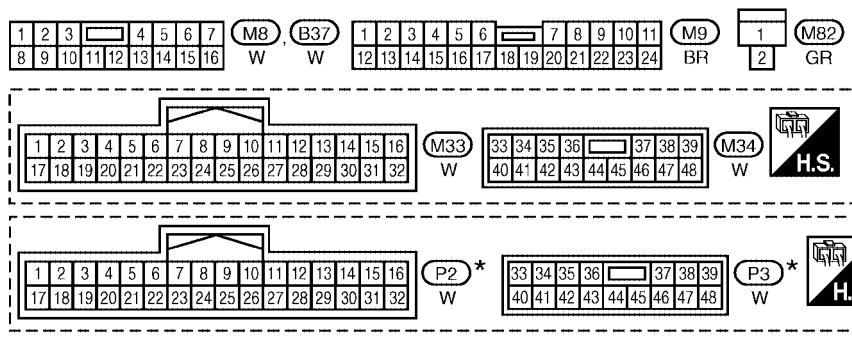 1 2 3 4 5 6 7 M8 , B37 1 2 3 4 5 6 7 8 9 10 11 M9 1 M82
8 9 10 11 12 13 14 15 16 W W 12 13 14 15 16 17 18 19 20 21 22 23 24 BR 2 GR
1 2 3 4 5 6 7 8 9 10 11 12 13 14 15 16 M33 33 34 35 36 37 38 39 M34
17 18 19 20 21 22 23 24 25 26 27 28 29 30 31 32 W 40 41 42 43 44 45 46 47 48 W H.S.
1 2 3 4 5 6 7 8 9 10 11 12 13 14 15 16 P2 * 33 34 35 36 37 38 39 P3 *
17 18 19 20 21 22 23 24 25 26 27 28 29 30 31 32 W 40 41 42 43 44 45 46 47 48 W H.